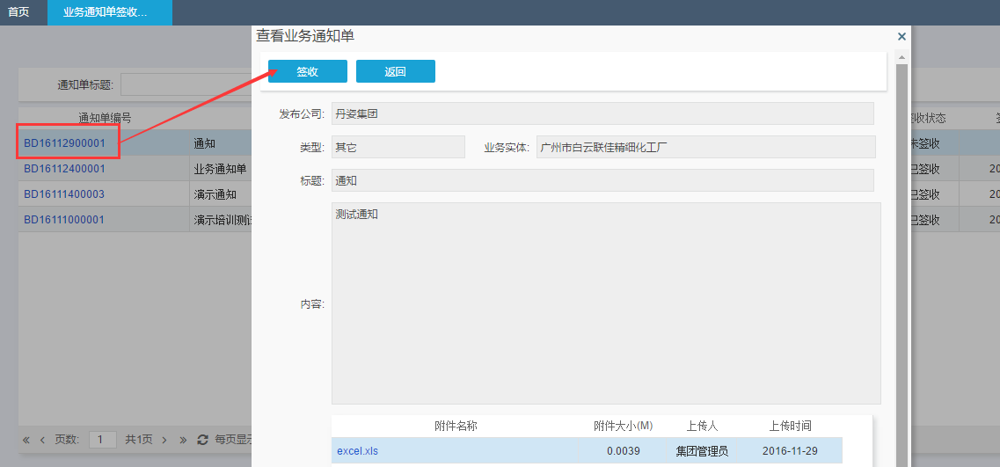 首页 业务通知单签收...
查看业务通知单 ×
签收 返回
通知单标题:
发布公司: 丹姿集团
通知单编号 签收状态
类型: 其它 业务实体: 广州市白云联佳精细化工厂
BD16112900001 通知 未签收
BD16112400001 业务通知单 已签收 20
标题: 通知
BD16111400003 演示通知 已签收 20
BD16111000001 演示培训测试 已签收 20
测试通知
内容:
附件名称 附件大小(M) 上传人 上传时间
excel.xls 0.0039 集团管理员 2016-11-29
« ‹ 页数: 1 共1页 › » 每页显示